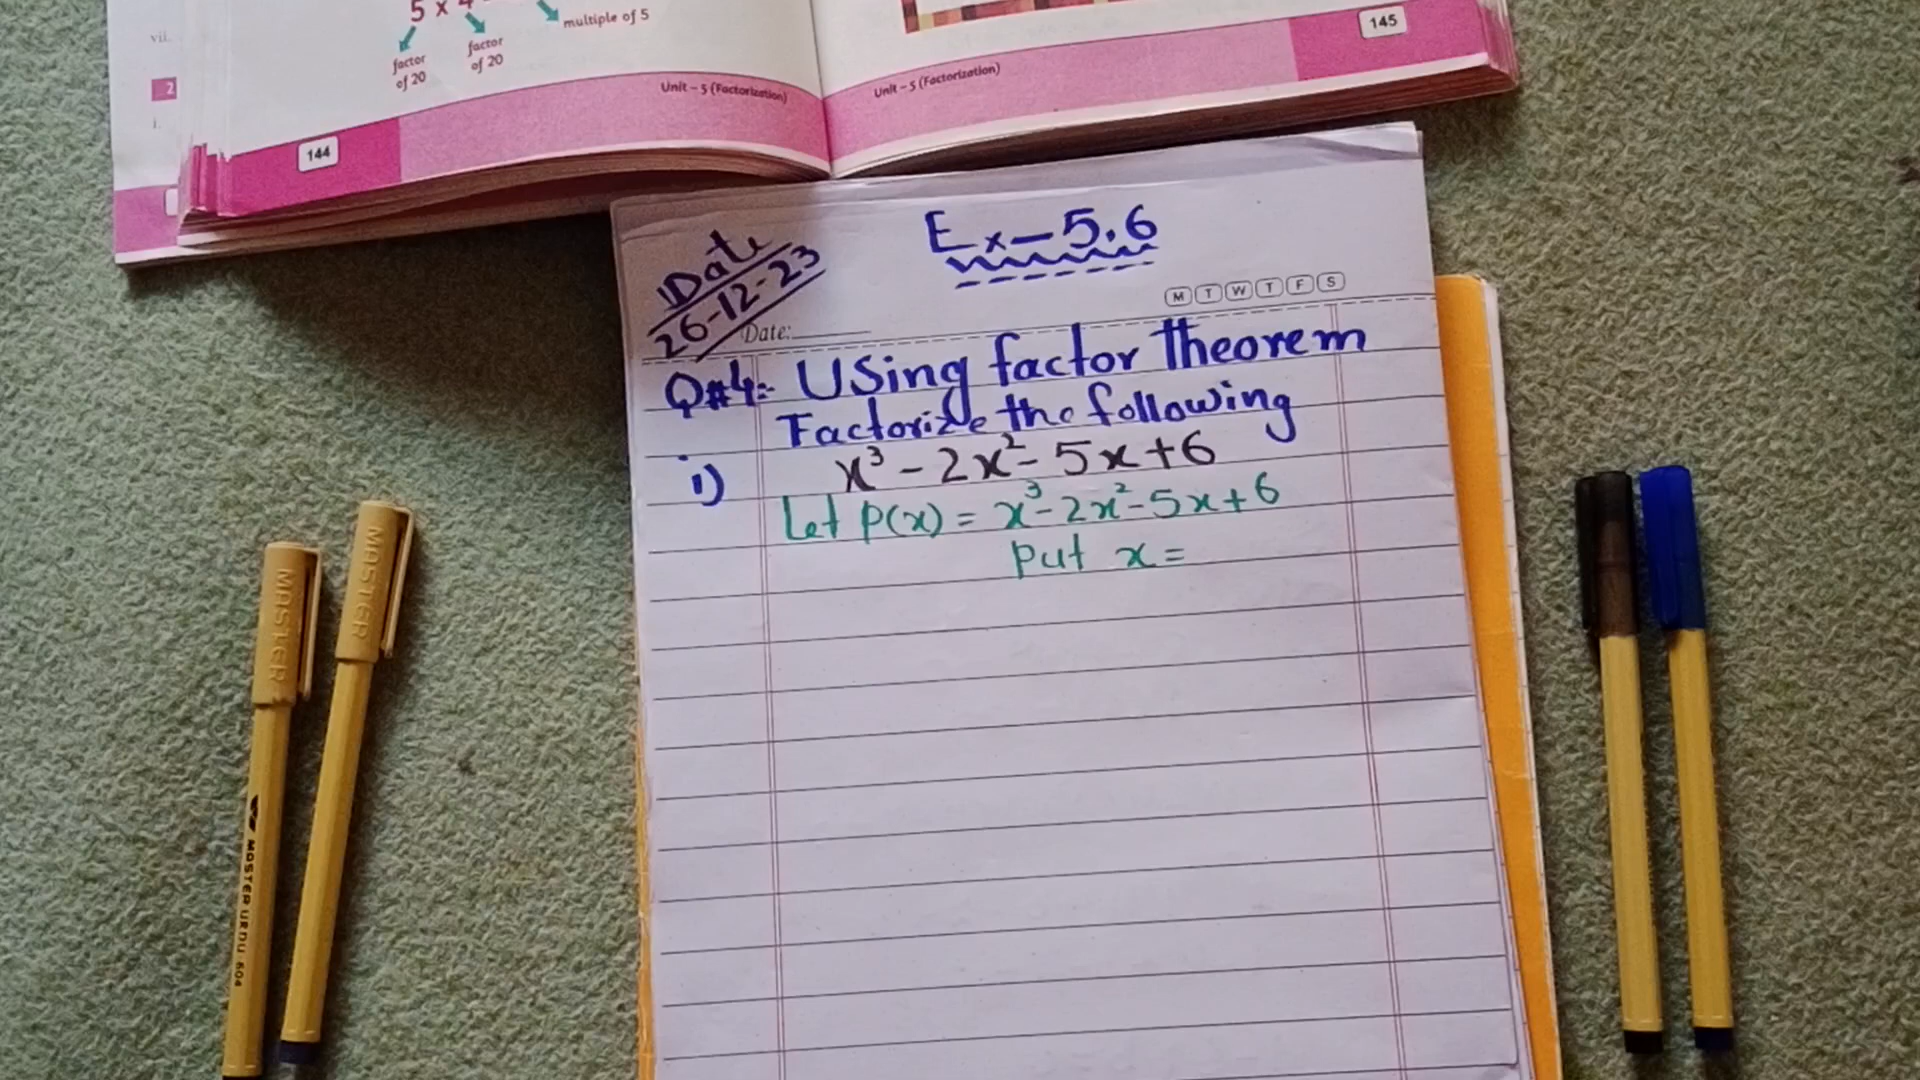 5 x
factor
of 20
factor
of 20
multiple of 5
vii.
2
i.
Unit – 5 (Factorization)
144
Unit – 5 (Factorization)
145
Ex – 5.6
Date
26-12-23
M T W T F S
Date:
Q#4:- Using factor Theorem
Factorize the following
i) x³ – 2x² – 5x + 6
Let P(x) = x³ – 2x² – 5x + 6
Put x =
MASTER
MASTER
MASTER URDU 604